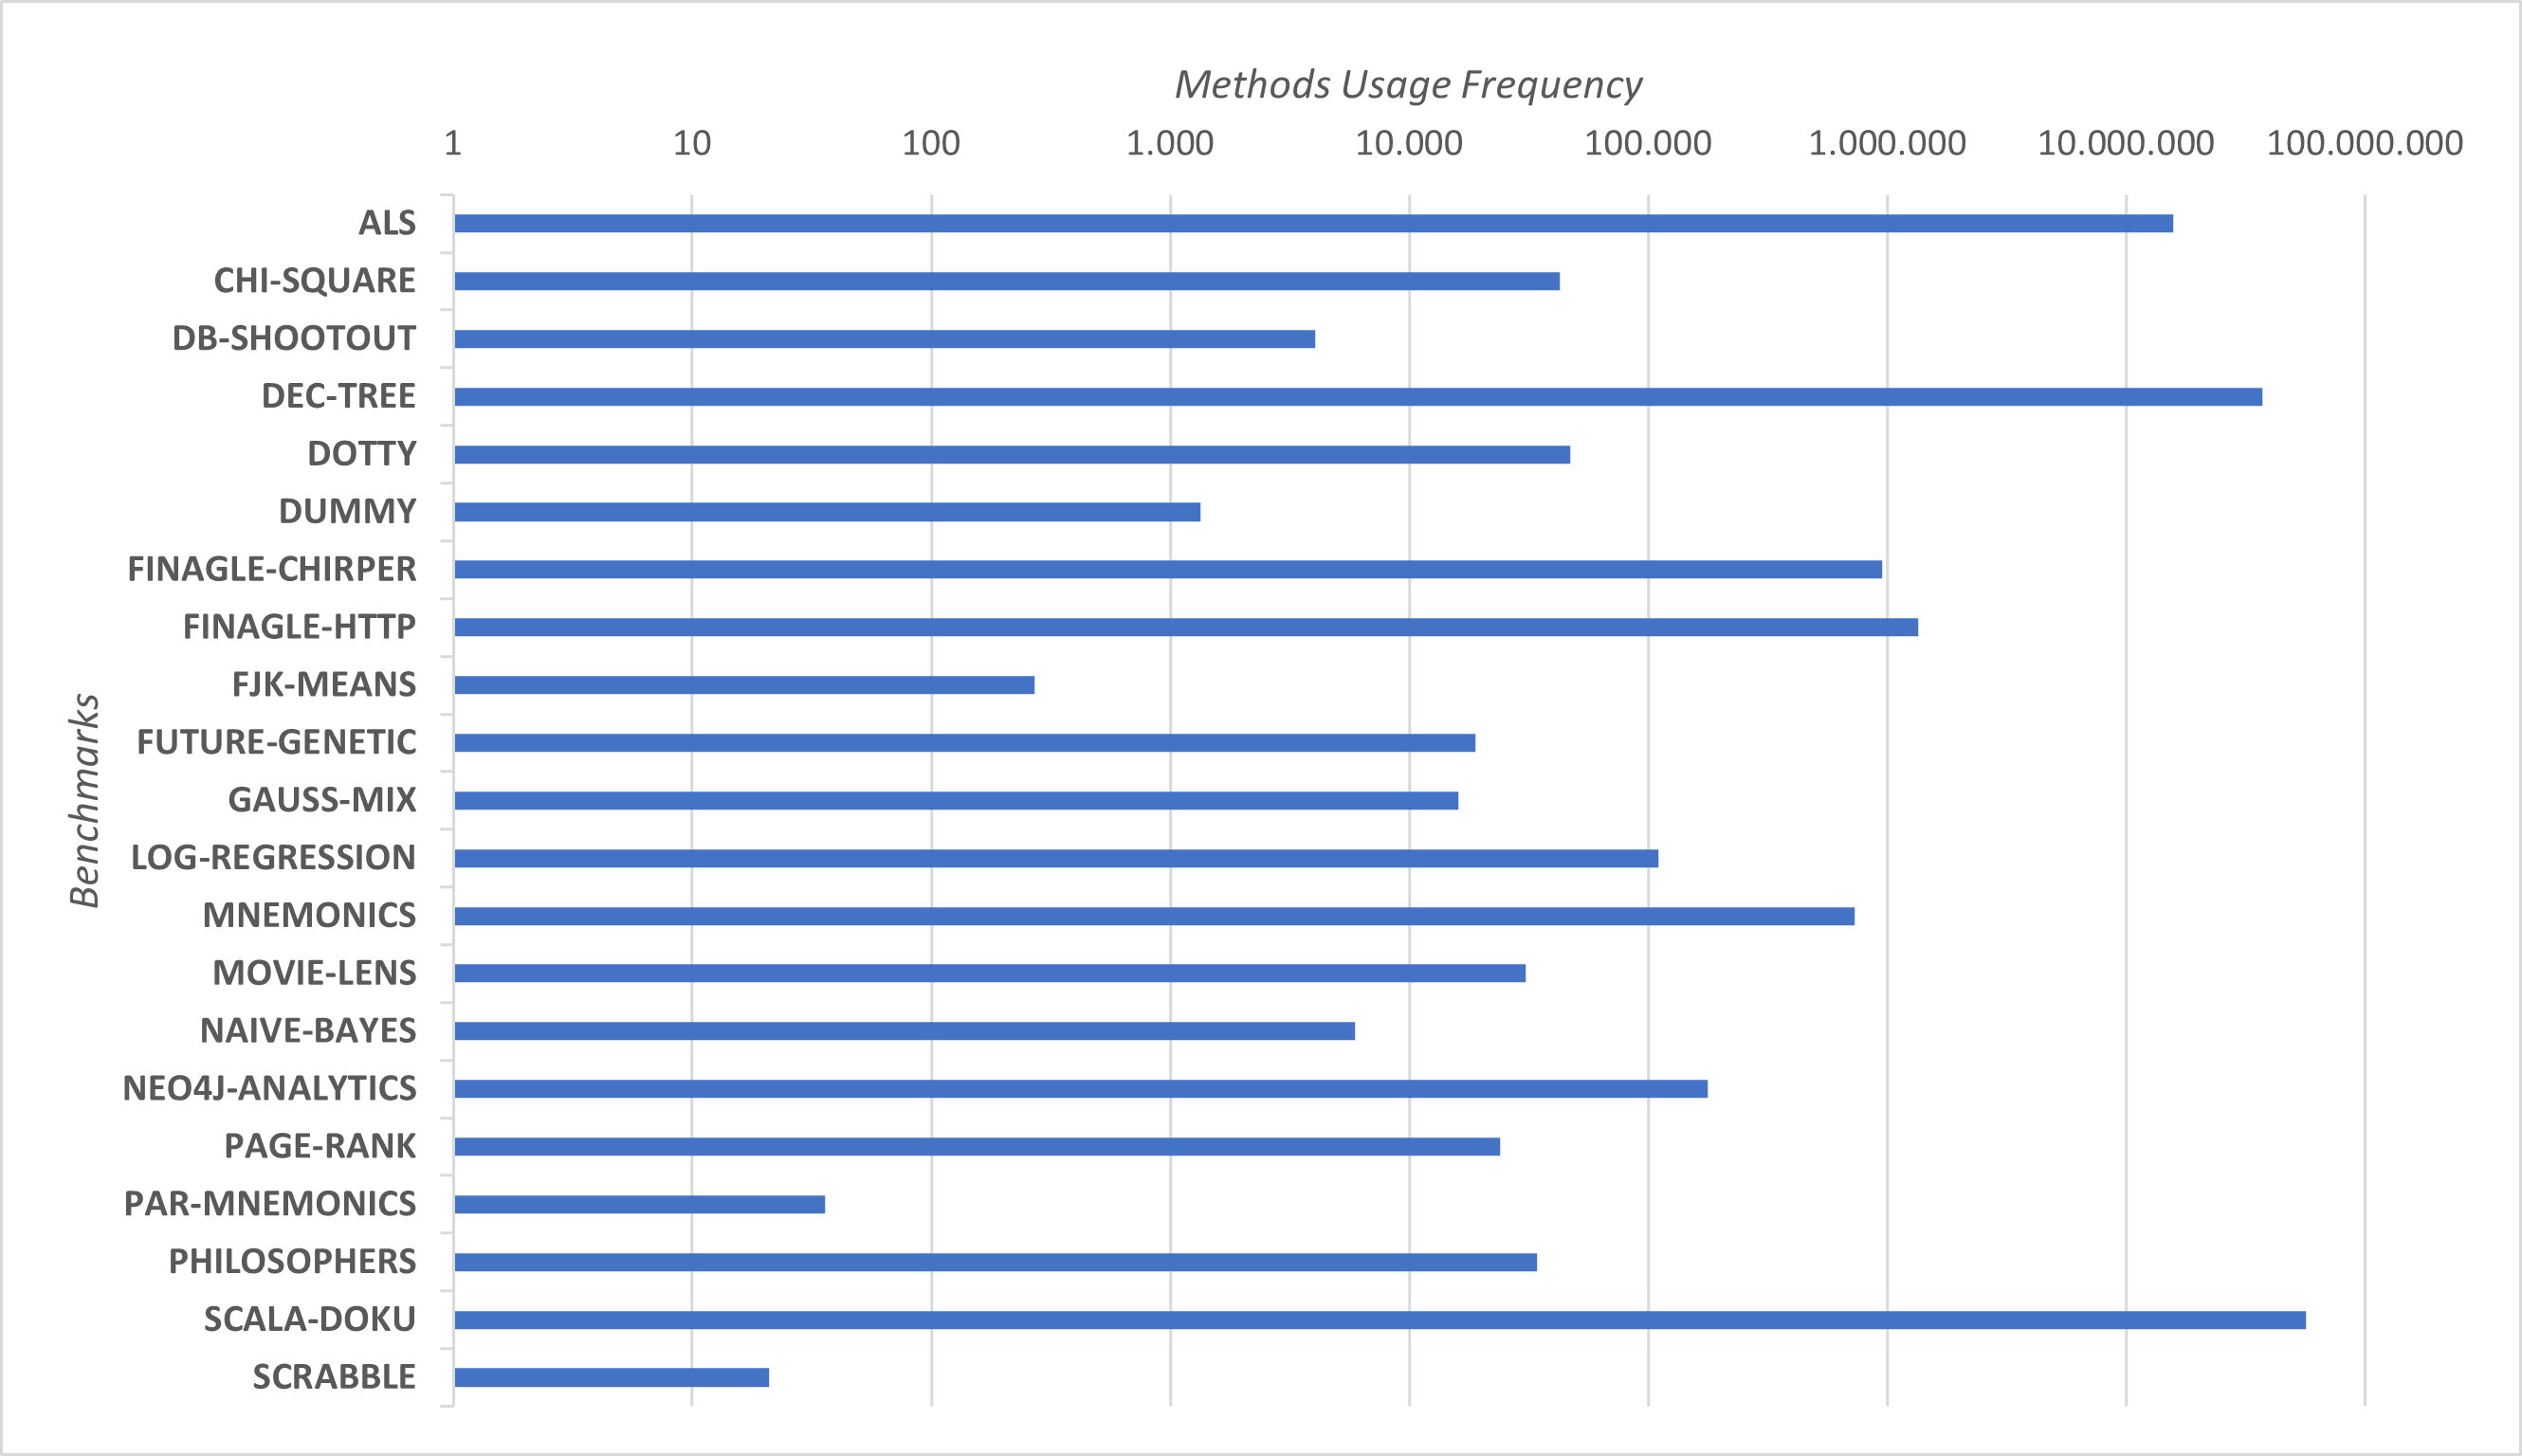 Methods Usage Frequency
1 10 100 1.000 10.000 100.000 1.000.000 10.000.000 100.000.000
ALS
CHI-SQUARE
DB-SHOOTOUT
DEC-TREE
DOTTY
DUMMY
FINAGLE-CHIRPER
FINAGLE-HTTP
FJK-MEANS
FUTURE-GENETIC
GAUSS-MIX
LOG-REGRESSION
MNEMONICS
MOVIE-LENS
NAIVE-BAYES
NEO4J-ANALYTICS
PAGE-RANK
PAR-MNEMONICS
PHILOSOPHERS
SCALA-DOKU
SCRABBLE
Benchmarks